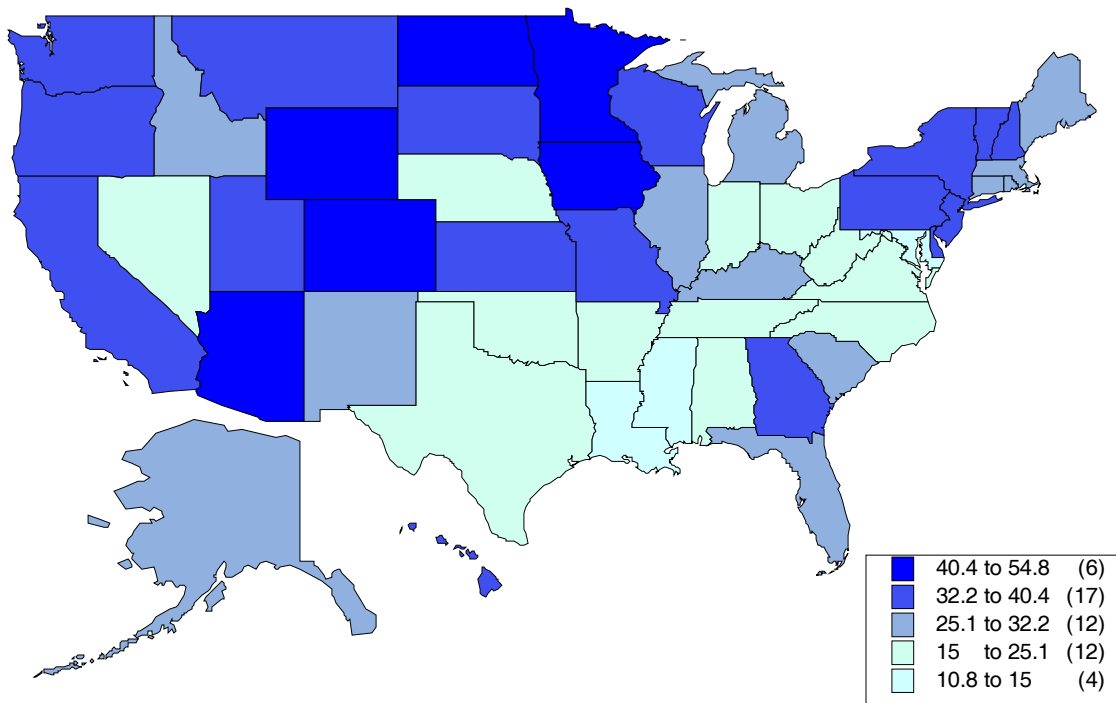 40.4 to 54.8 (6)
32.2 to 40.4 (17)
25.1 to 32.2 (12)
15 to 25.1 (12)
10.8 to 15 (4)